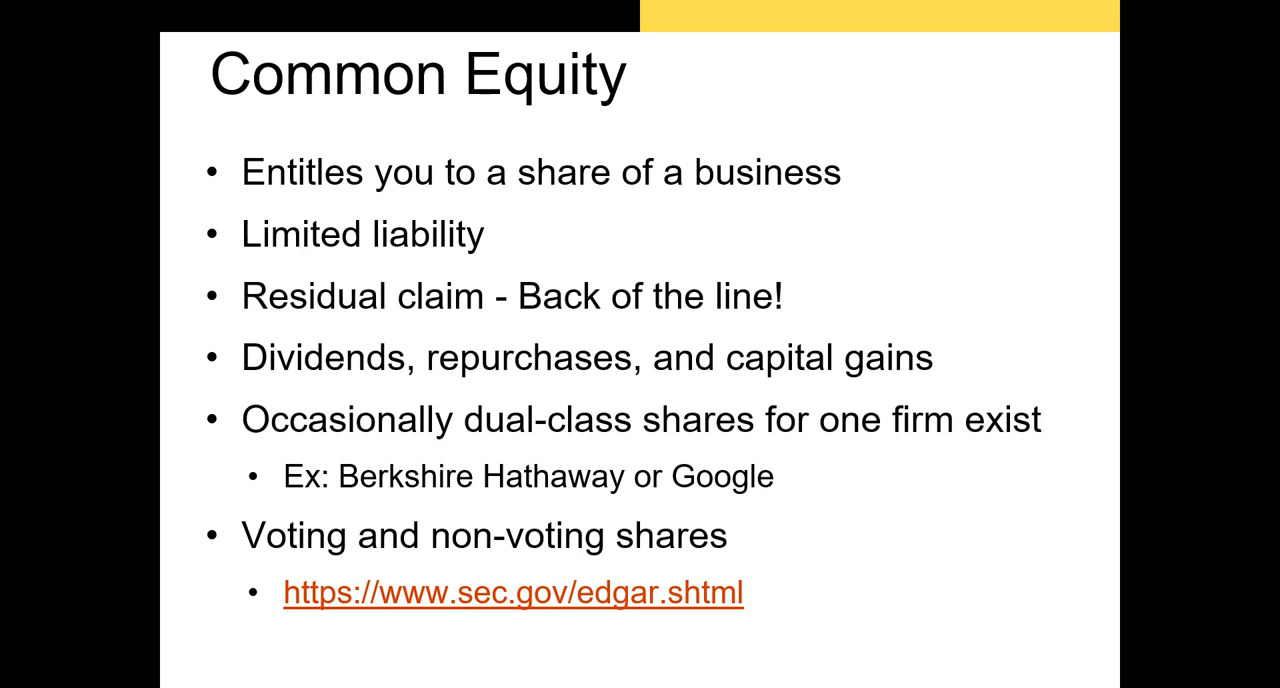 Common Equity
• Entitles you to a share of a business
• Limited liability
• Residual claim - Back of the line!
• Dividends, repurchases, and capital gains
• Occasionally dual-class shares for one firm exist
• Ex: Berkshire Hathaway or Google
• Voting and non-voting shares
• https://www.sec.gov/edgar.shtml